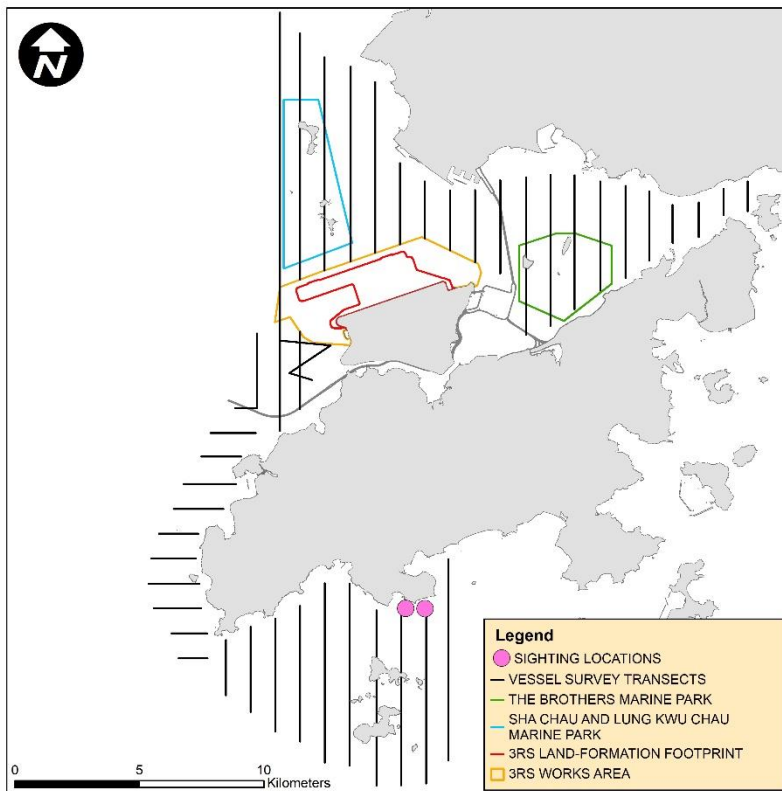 N
Legend
SIGHTING LOCATIONS
VESSEL SURVEY TRANSECTS
THE BROTHERS MARINE PARK
SHA CHAU AND LUNG KWU CHAU
MARINE PARK
3RS LAND-FORMATION FOOTPRINT
3RS WORKS AREA
0 5 10
Kilometers